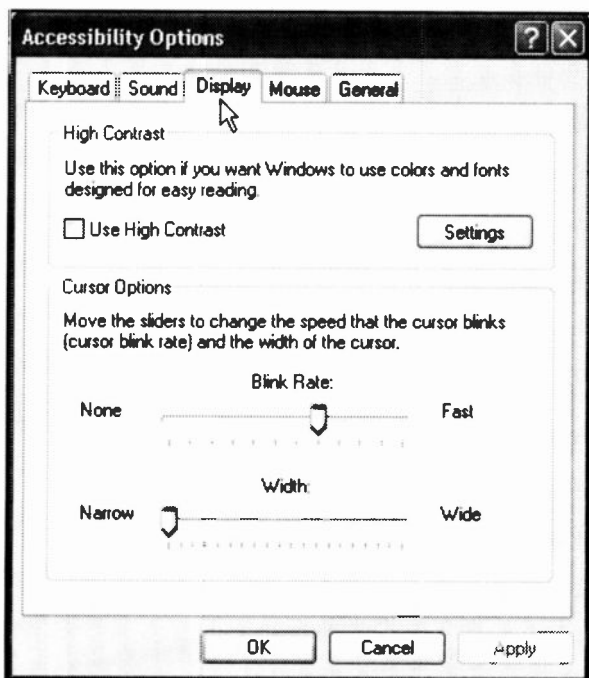 Accessibility Options
Keyboard Sound Display Mouse General
High Contrast
Use this option if you want Windows to use colors and fonts
designed for easy reading.
Use High Contrast Settings
Cursor Options
Move the sliders to change the speed that the cursor blinks
(cursor blink rate) and the width of the cursor.
Blink Rate:
None Fast
Width:
Narrow Wide
OK Cancel Apply